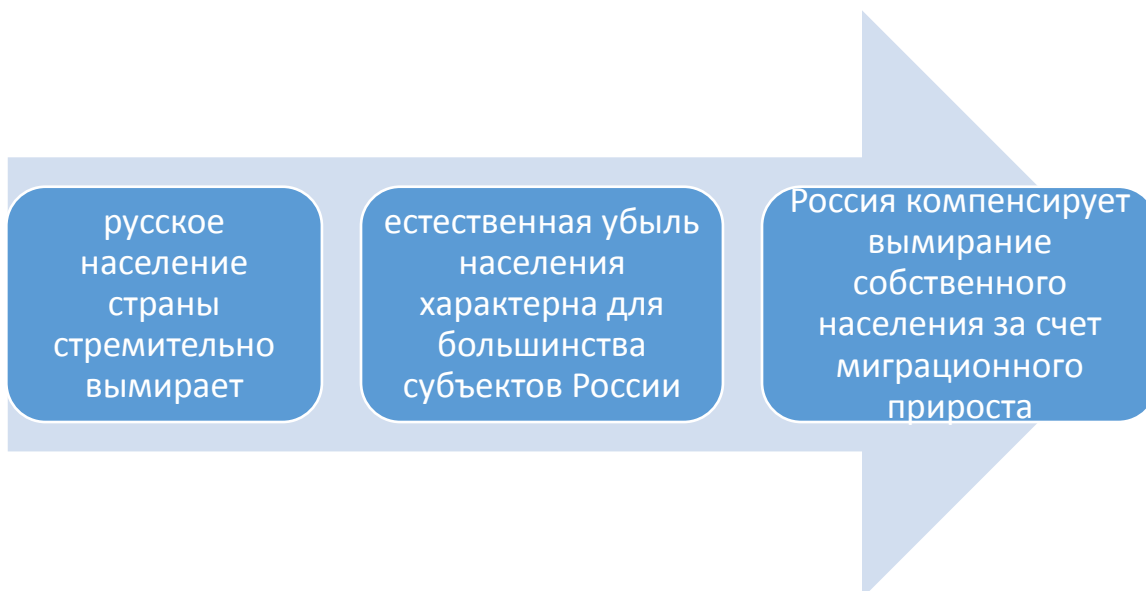 русское
население
страны
стремительно
вымирает
естественная убыль
населения
характерна для
большинства
субъектов России
Россия компенсирует
вымирание
собственного
населения за счет
миграционного
прироста